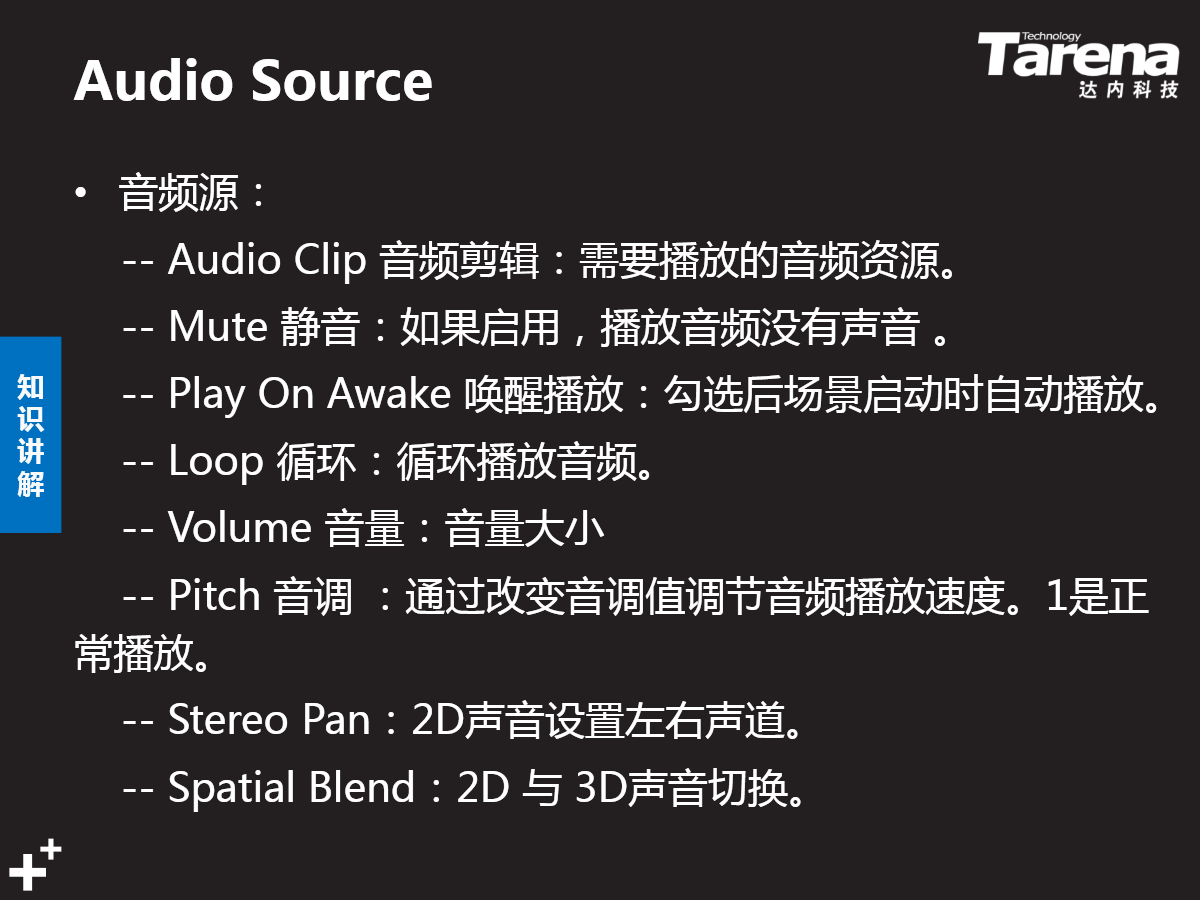 Audio Source
Technology
Tarena
达内科技
• 音频源：
-- Audio Clip 音频剪辑：需要播放的音频资源。
-- Mute 静音：如果启用，播放音频没有声音 。
-- Play On Awake 唤醒播放：勾选后场景启动时自动播放。
-- Loop 循环：循环播放音频。
-- Volume 音量：音量大小
-- Pitch 音调 ：通过改变音调值调节音频播放速度。1是正
常播放。
-- Stereo Pan：2D声音设置左右声道。
-- Spatial Blend：2D 与 3D声音切换。
知
识
讲
解